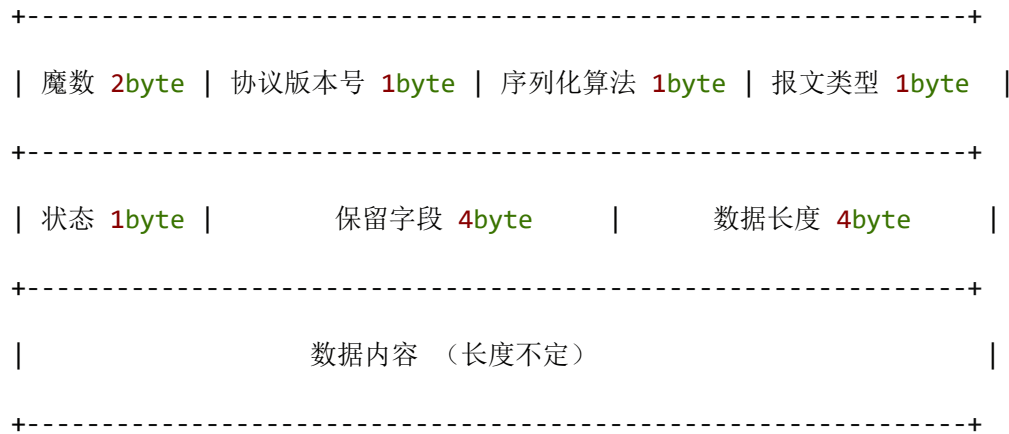 +---------------------------------------------------------------+
| 魔数 2byte | 协议版本号 1byte | 序列化算法 1byte | 报文类型 1byte  |
+---------------------------------------------------------------+
| 状态 1byte |        保留字段 4byte     |      数据长度 4byte     |
+---------------------------------------------------------------+
|                   数据内容 （长度不定）                          |
+---------------------------------------------------------------+